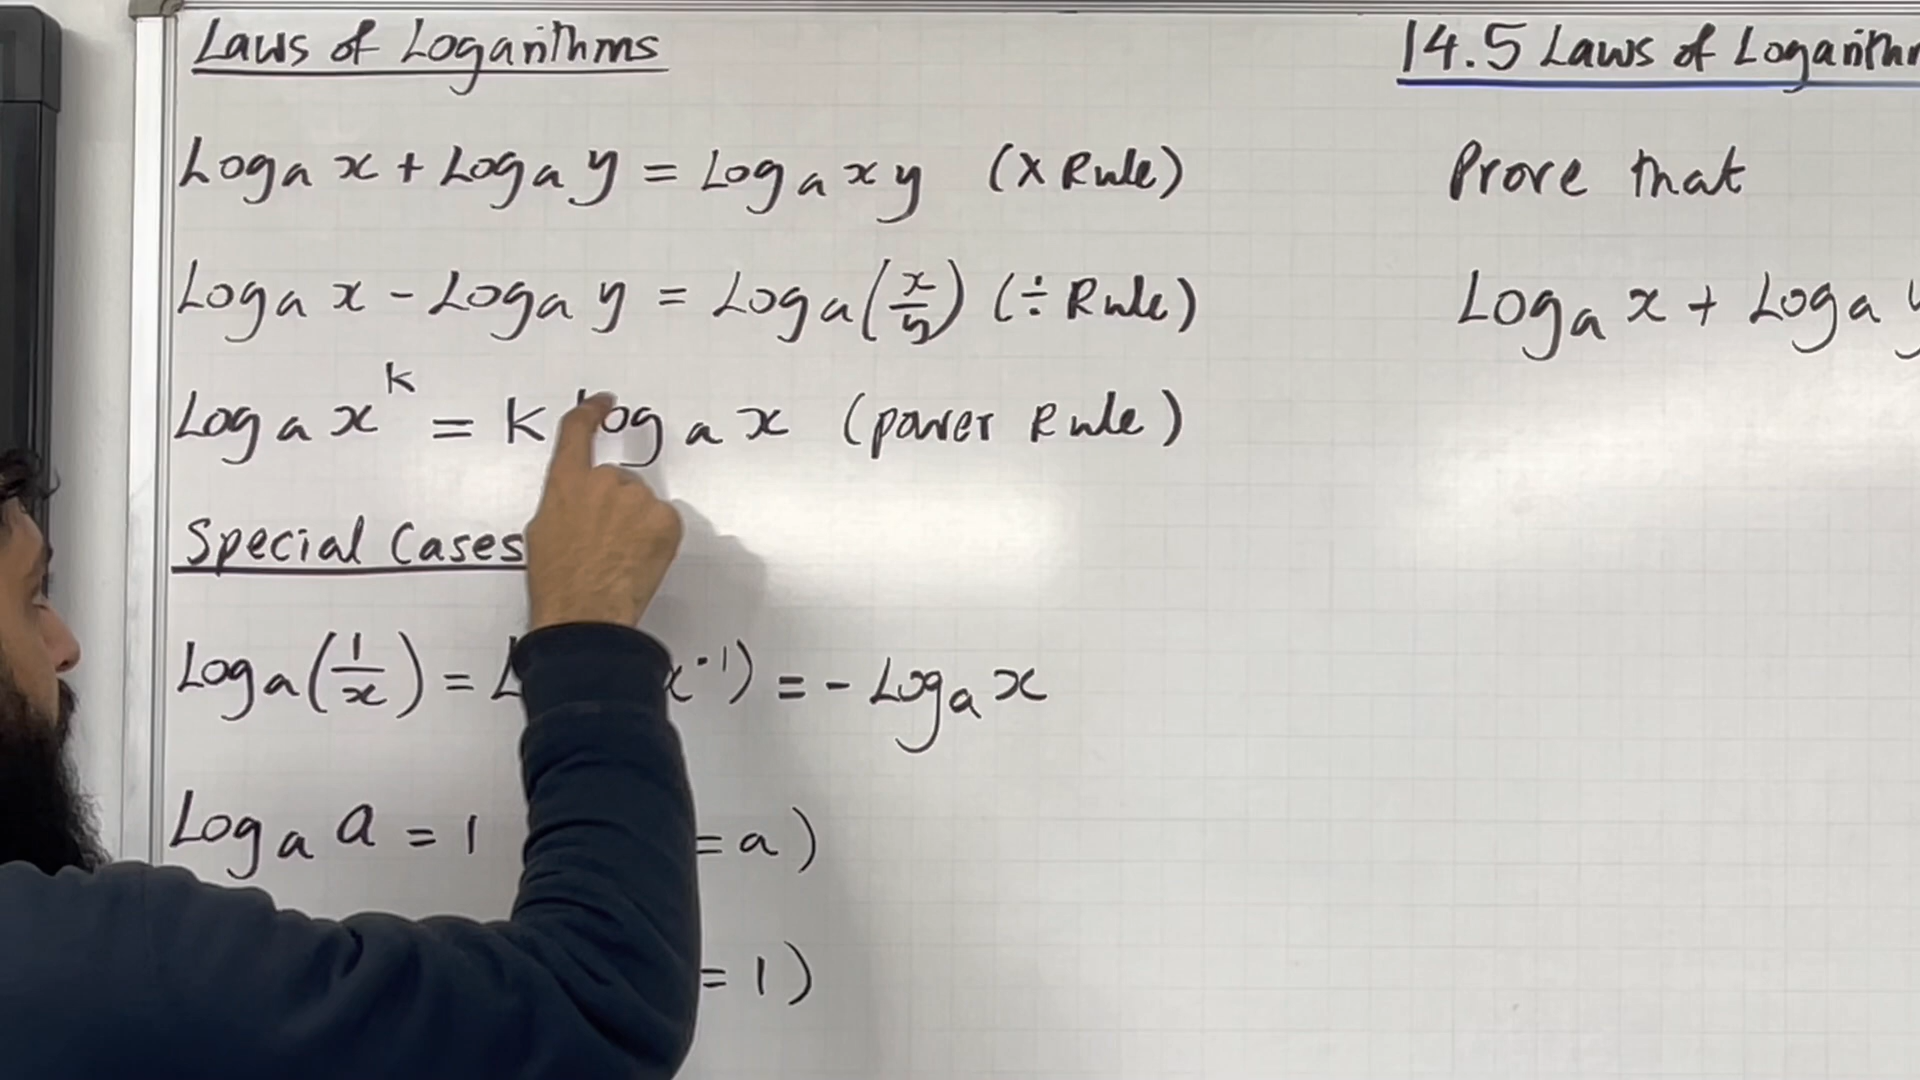 Laws of Logarithms
Log a x + Log a y = Log a x y (× Rule)
Log a x - Log a y = Log a (x/y) (÷ Rule)
Log a x^k = k Log a x (power Rule)
Special Cases
Log a (1/x) = L x^-1) = - Log a x
Log a a = 1 = a)
= 1)
14.5 Laws of Logarithm
Prove that
Log a x + Log a y